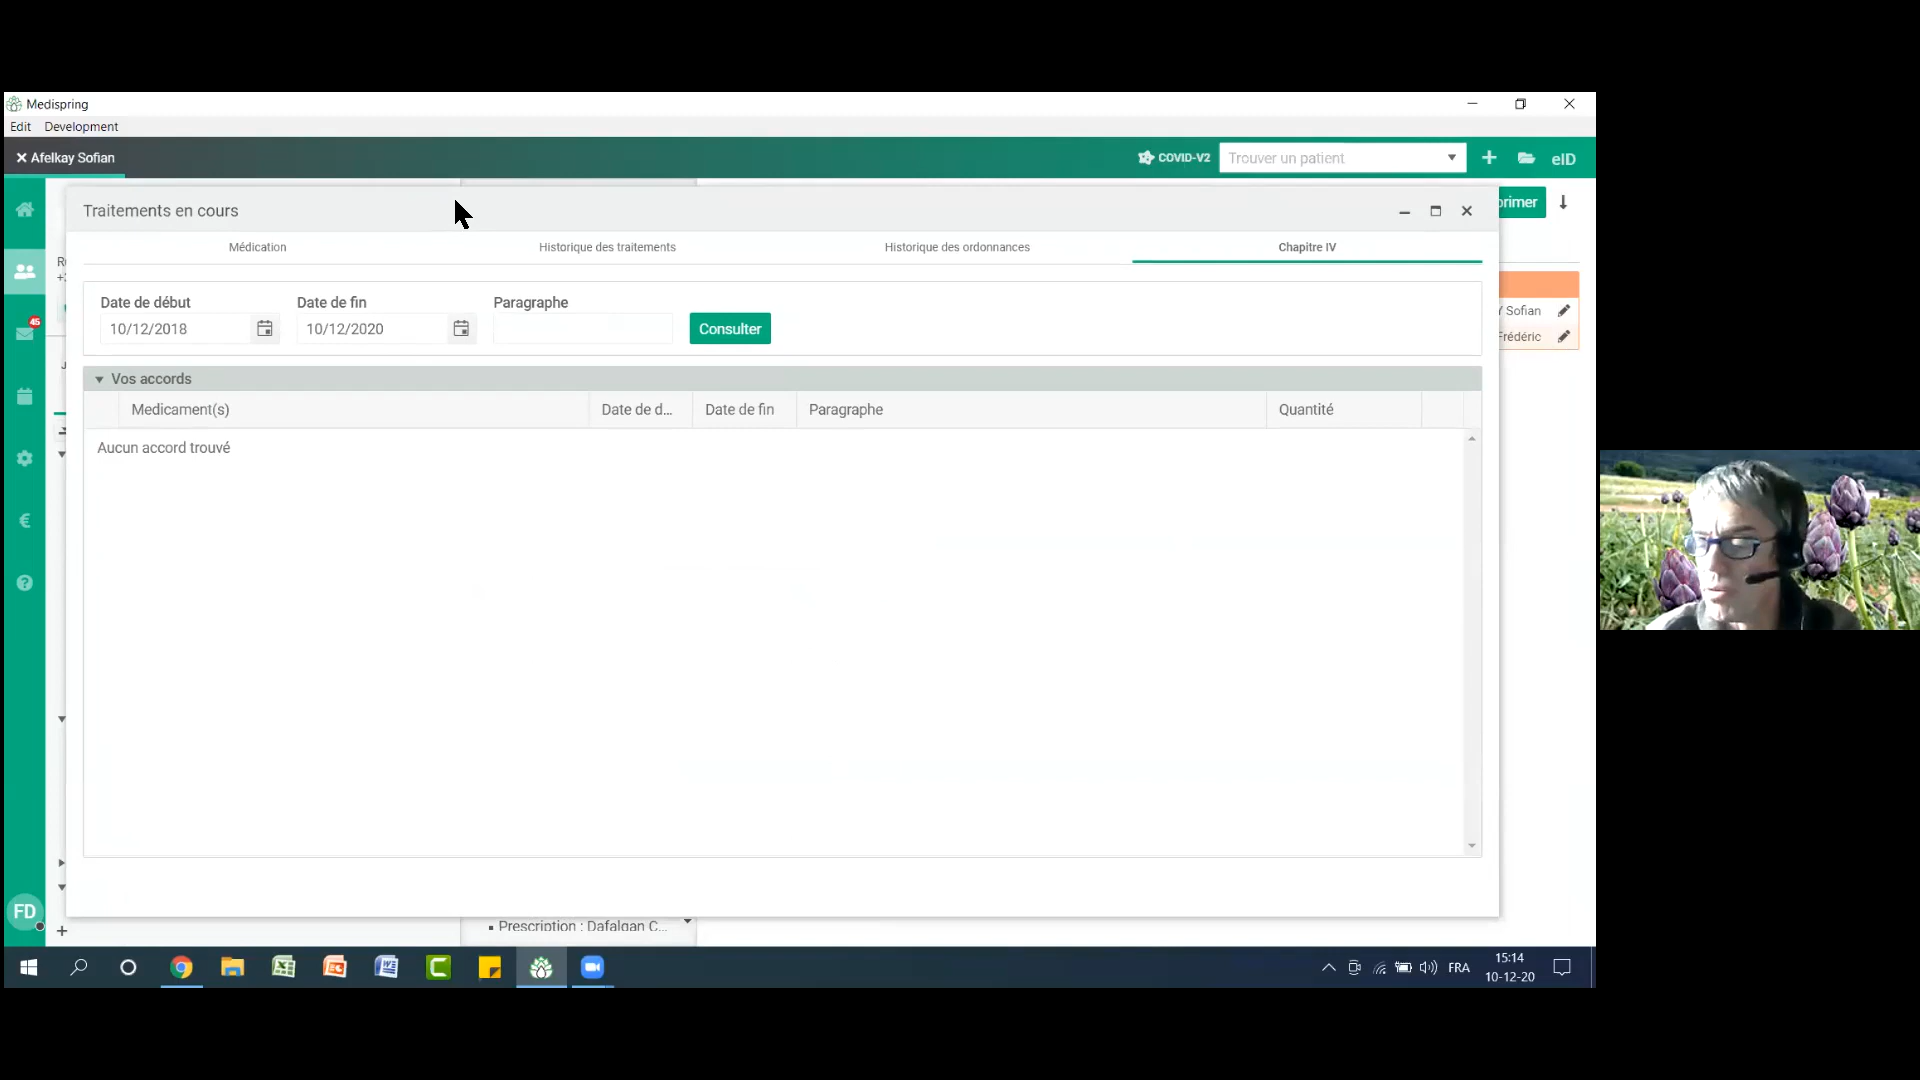 Medispring
Edit Development
✕ Afelkay Sofian
COVID-V2
Trouver un patient
eID
primer
Traitements en cours
Médication
Historique des traitements
Historique des ordonnances
Chapitre IV
Date de début
Date de fin
Paragraphe
10/12/2018
10/12/2020
Consulter
Y Sofian
Frédéric
45
Vos accords
Medicament(s)
Date de d...
Date de fin
Paragraphe
Quantité
Aucun accord trouvé
FD
Prescription : Dafalgan C...
FRA
15:14
10-12-20